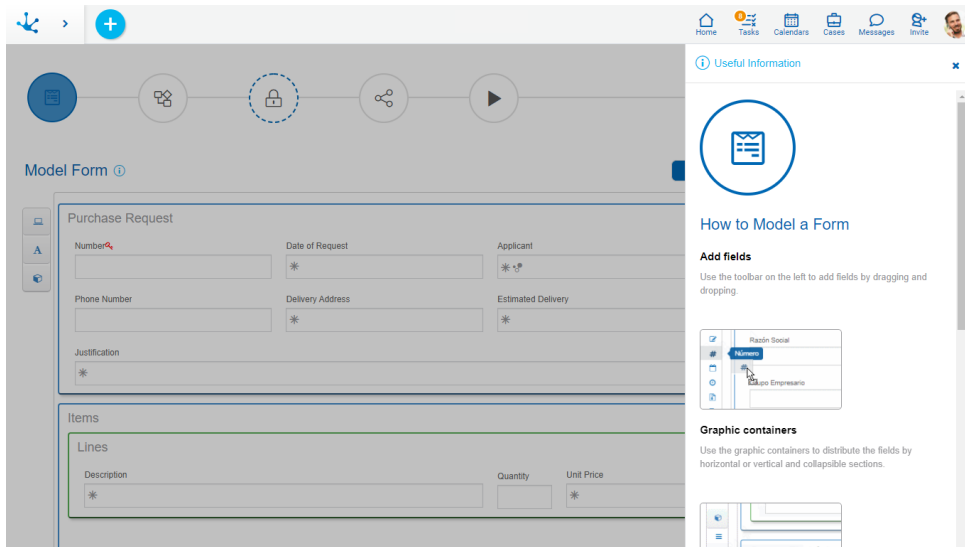 8
Home
Tasks
Calendars
Cases
Messages
Invite
Useful Information
Model Form
Purchase Request
Number
Date of Request
Applicant
Phone Number
Delivery Address
Estimated Delivery
Justification
Items
Lines
Description
Quantity
Unit Price
A
How to Model a Form
Add fields
Use the toolbar on the left to add fields by dragging and
dropping.
Razón Social
Número
Grupo Empresario
Graphic containers
Use the graphic containers to distribute the fields by
horizontal or vertical and collapsible sections.